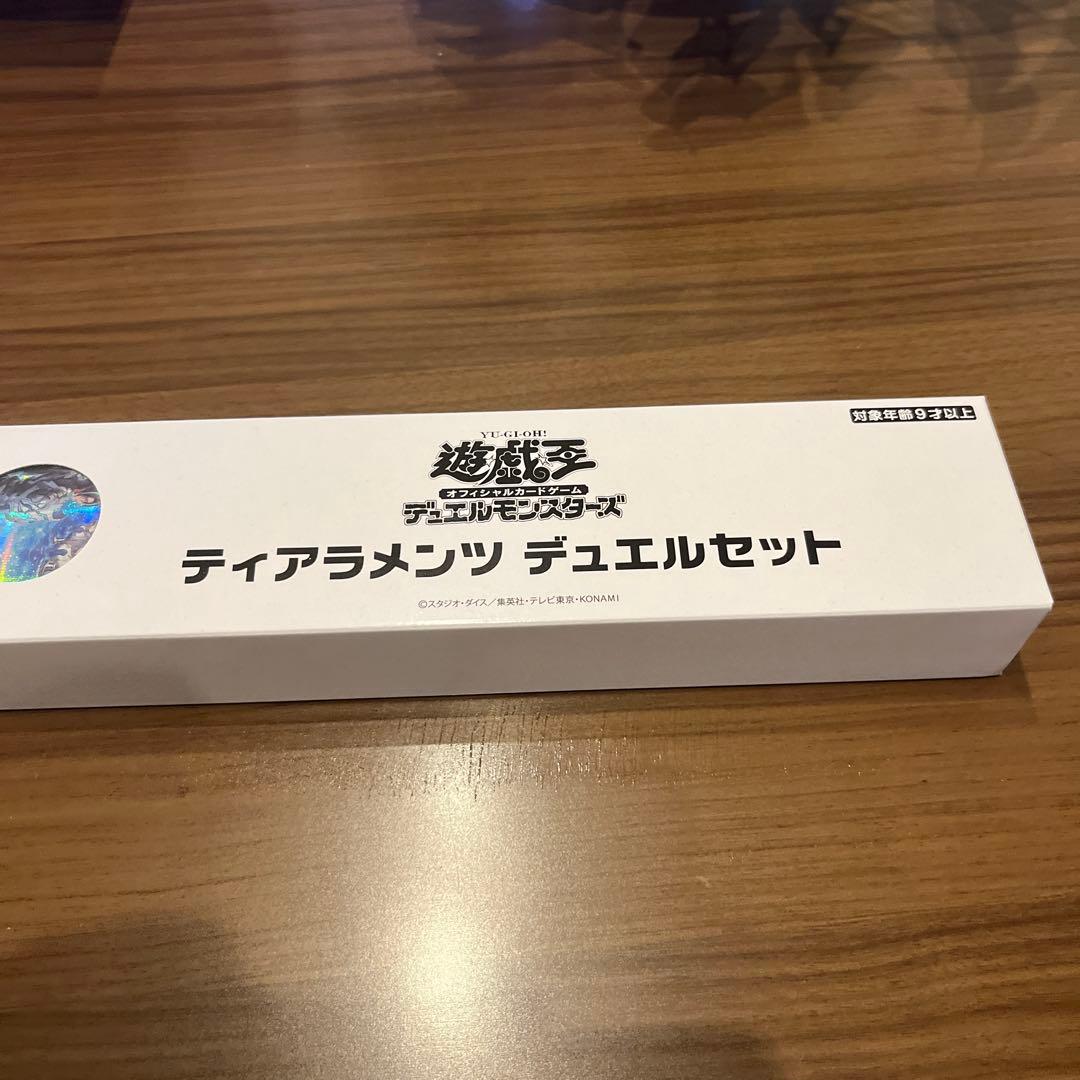 対象年齢9才以上
YU-GI-OH!
遊戯王
オフィシャルカードゲーム
デュエルモンスターズ
ティアラメンツ デュエルセット
©スタジオ・ダイス／集英社・テレビ東京・KONAMI